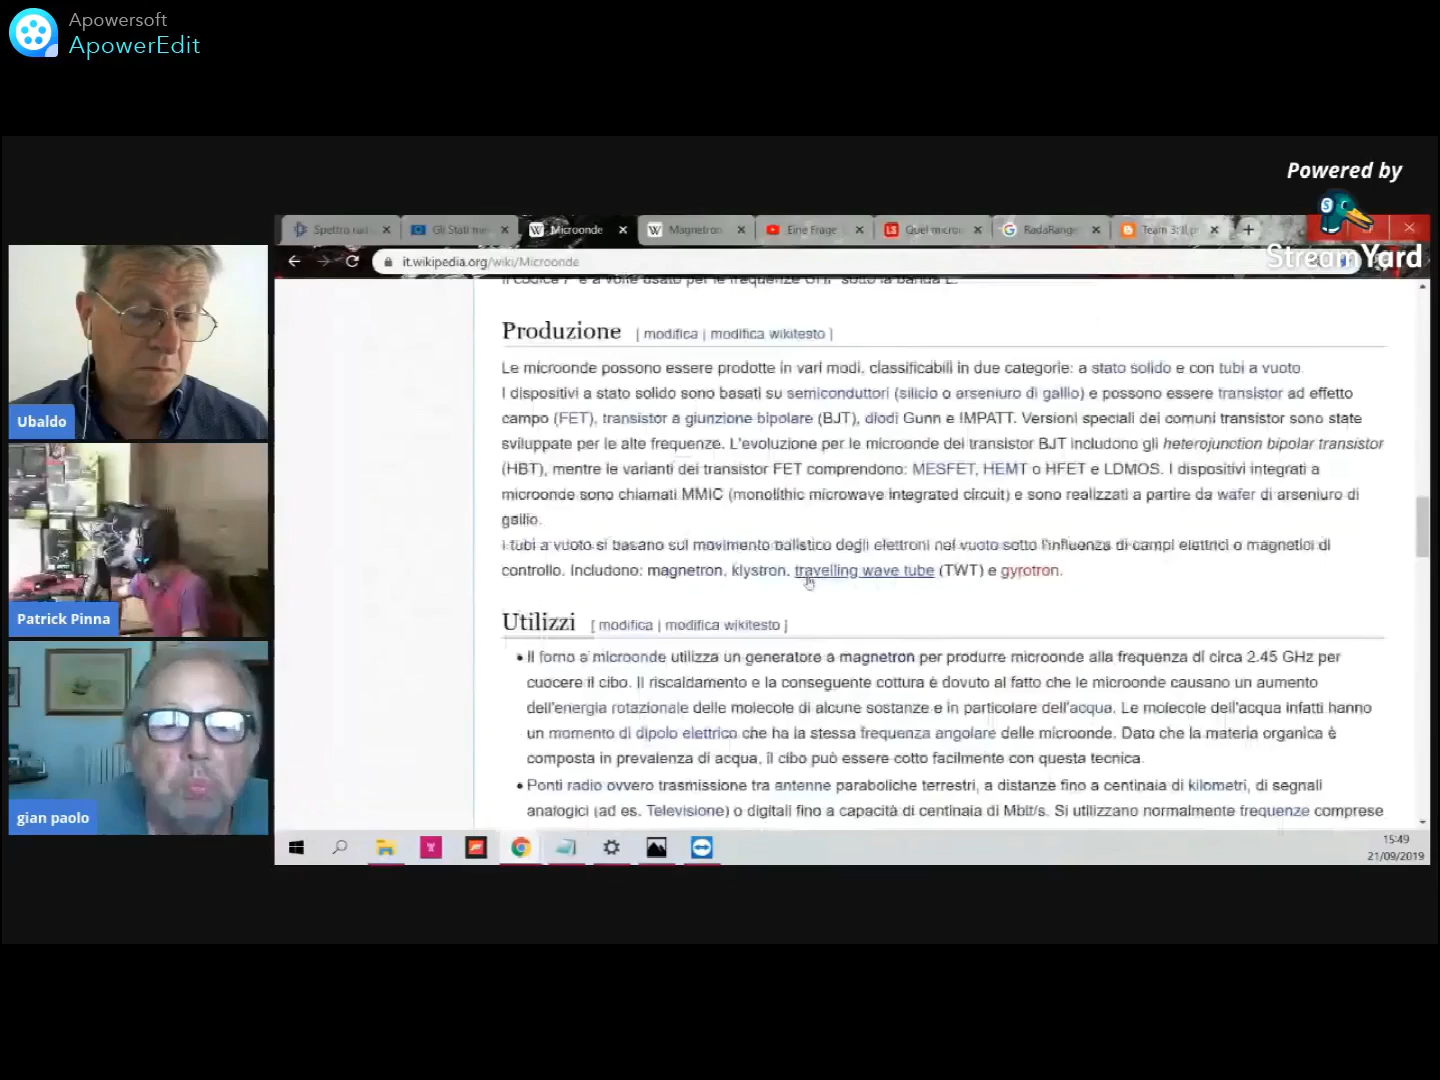 Apowersoft
ApowerEdit
Powered by
StreamYard
Spettro rad
Gli Stati me
Microonde
Magnetron
Eine Frage
Quel micro
RadaRange
Team 3: Il p
it.wikipedia.org/wiki/Microonde
Produzione [ modifica | modifica wikitesto ]
Le microonde possono essere prodotte in vari modi, classificabili in due categorie: a stato solido e con tubi a vuoto.
I dispositivi a stato solido sono basati su semiconduttori (silicio o arseniuro di gallio) e possono essere transistor ad effetto
campo (FET), transistor a giunzione bipolare (BJT), diodi Gunn e IMPATT. Versioni speciali dei comuni transistor sono state
sviluppate per le alte frequenze. L'evoluzione per le microonde dei transistor BJT includono gli heterojunction bipolar transistor
(HBT), mentre le varianti dei transistor FET comprendono: MESFET, HEMT o HFET e LDMOS. I dispositivi integrati a
microonde sono chiamati MMIC (monolithic microwave integrated circuit) e sono realizzati a partire da wafer di arseniuro di
gallio.
I tubi a vuoto si basano sul movimento balistico degli elettroni nel vuoto sotto l'influenza di campi elettrici o magnetici di
controllo. Includono: magnetron, klystron, travelling wave tube (TWT) e gyrotron.
Utilizzi [ modifica | modifica wikitesto ]
• Il forno a microonde utilizza un generatore a magnetron per produrre microonde alla frequenza di circa 2.45 GHz per
cuocere il cibo. Il riscaldamento e la conseguente cottura è dovuto al fatto che le microonde causano un aumento
dell'energia rotazionale delle molecole di alcune sostanze e in particolare dell'acqua. Le molecole dell'acqua infatti hanno
un momento di dipolo elettrico che ha la stessa frequenza angolare delle microonde. Dato che la materia organica è
composta in prevalenza di acqua, il cibo può essere cotto facilmente con questa tecnica.
• Ponti radio ovvero trasmissione tra antenne paraboliche terrestri, a distanze fino a centinaia di kilometri, di segnali
analogici (ad es. Televisione) o digitali fino a capacità di centinaia di Mbit/s. Si utilizzano normalmente frequenze comprese
Ubaldo
Patrick Pinna
gian paolo
15:49
21/09/2019